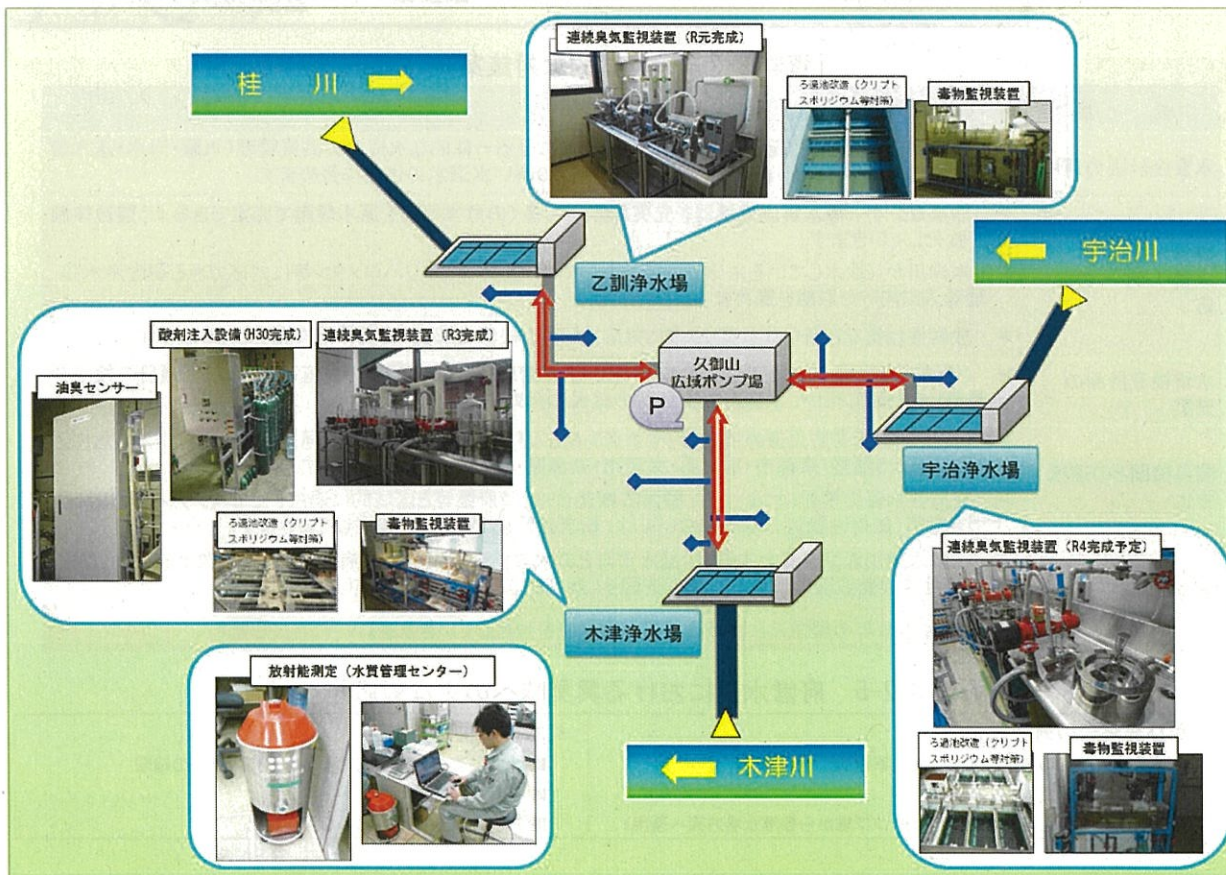 連続臭気監視装置(R元完成)
桂 川
ろ過池改造(クリプト
スポリジウム等対策)
毒物監視装置
宇治川
乙訓浄水場
酸剤注入設備(H30完成)
連続臭気監視装置(R3完成)
油臭センサー
久御山
広域ポンプ場
P
宇治浄水場
ろ過池改造(クリプト
スポリジウム等対策)
毒物監視装置
連続臭気監視装置(R4完成予定)
木津浄水場
放射能測定(水質管理センター)
ろ過池改造(クリプト
スポリジウム等対策)
毒物監視装置
木津川